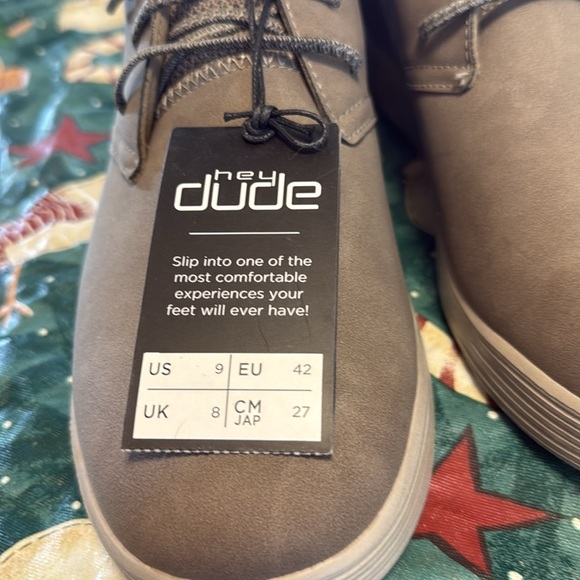 hey
dude
Slip into one of the
most comfortable
experiences your
feet will ever have!
US 9 EU 42
UK 8 CM JAP 27